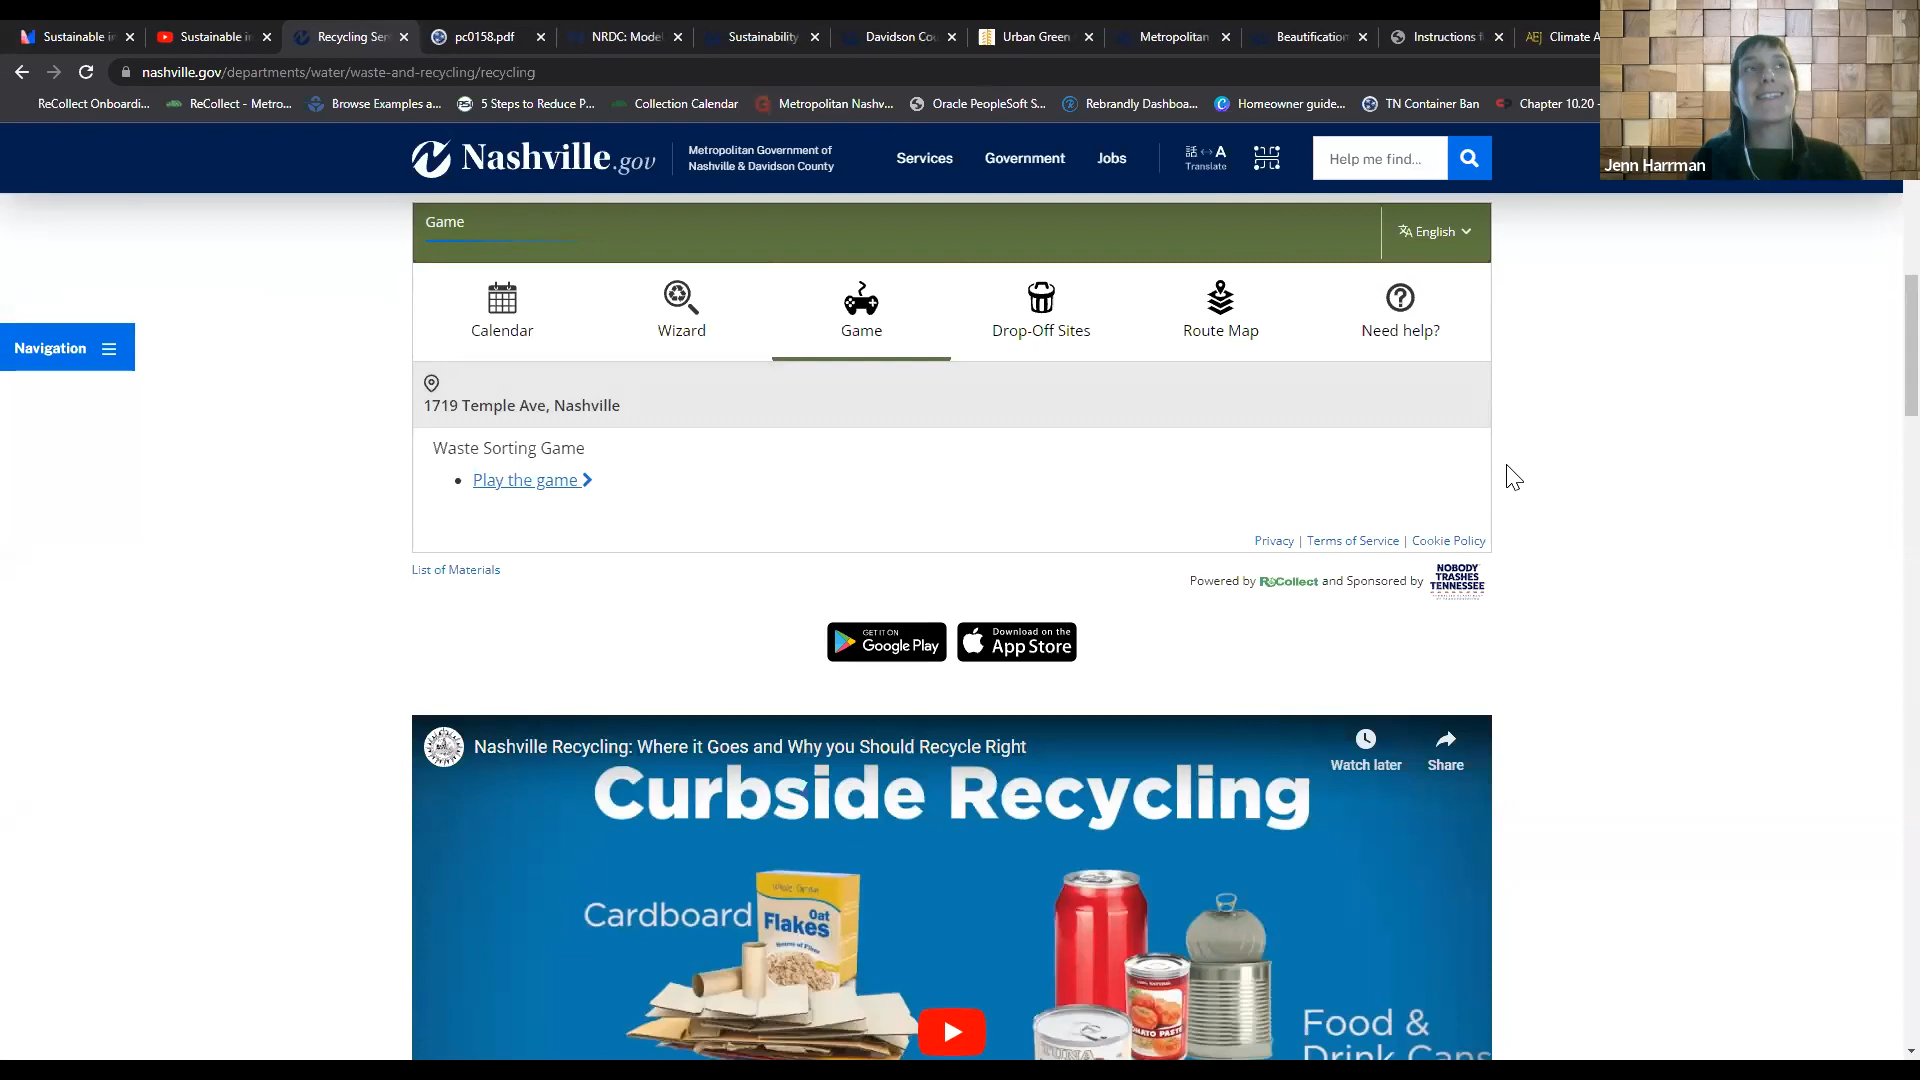 Sustainable i
Sustainable i
Recycling Ser
pc0158.pdf
NRDC: Mode
Sustainability
Davidson Co
Urban Green
Metropolitan
Beautification
Instructions f
Climate A
nashville.gov/departments/water/waste-and-recycling/recycling
ReCollect Onboardi...
ReCollect - Metro...
Browse Examples a...
5 Steps to Reduce P...
Collection Calendar
Metropolitan Nashv...
Oracle PeopleSoft S...
Rebrandly Dashboa...
Homeowner guide...
TN Container Ban
Chapter 10.20 -
Jenn Harrman
Nashville.gov
Metropolitan Government of
Nashville & Davidson County
Services
Government
Jobs
Translate
Help me find...
Game
English
Navigation
Calendar
Wizard
Game
Drop-Off Sites
Route Map
Need help?
1719 Temple Ave, Nashville
Waste Sorting Game
Play the game
Privacy | Terms of Service | Cookie Policy
List of Materials
Powered by ReCollect and Sponsored by
NOBODY
TRASHES
TENNESSEE
GET IT ON
Google Play
Download on the
App Store
Nashville Recycling: Where it Goes and Why you Should Recycle Right
Watch later
Share
Curbside Recycling
Cardboard
Whole Grain
Oat
Flakes
TOMATO PASTE
TUNA
Food &
Drink Cans